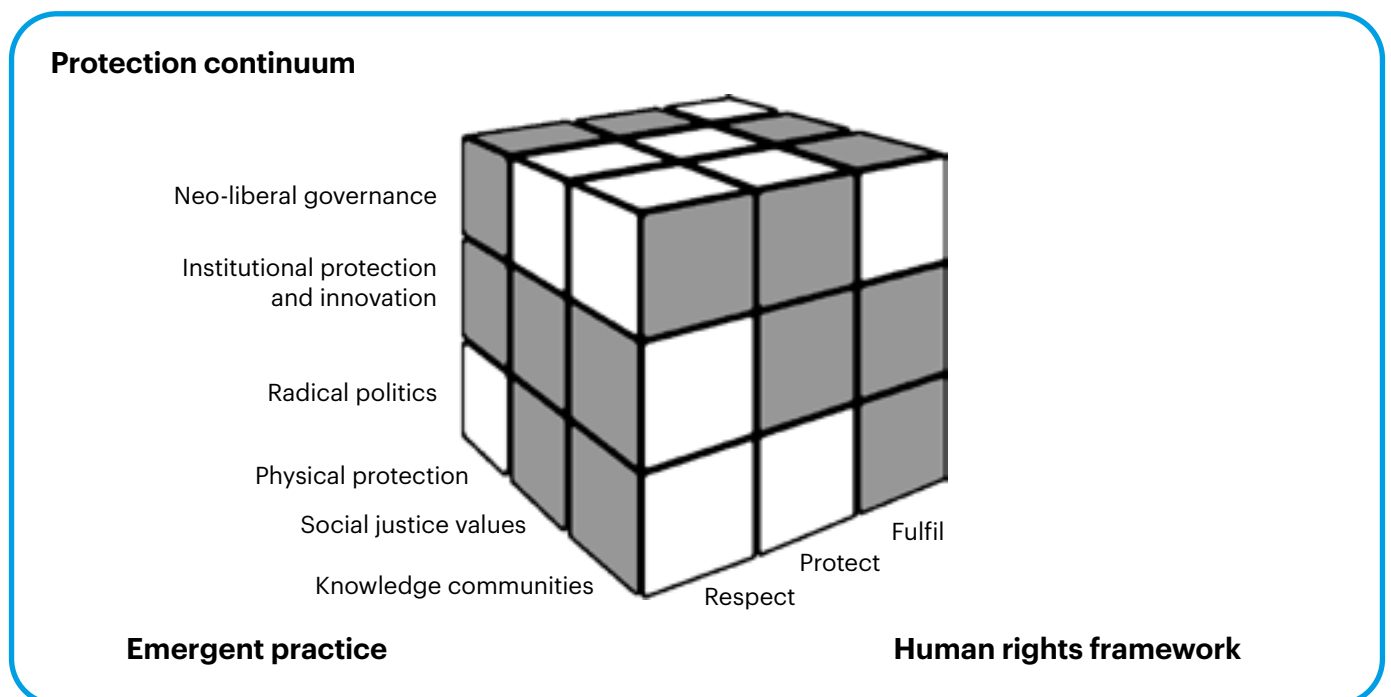 Protection continuum
Neo-liberal governance
Institutional protection
and innovation
Radical politics
Physical protection
Social justice values
Knowledge communities
Fulfil
Protect
Respect
Emergent practice
Human rights framework